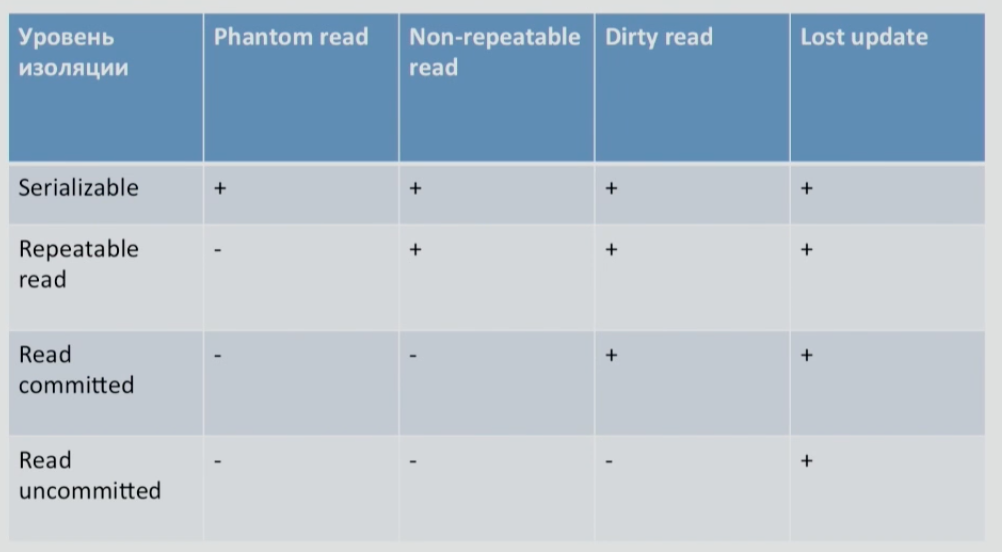 Уровень изоляции Phantom read Non-repeatable read Dirty read Lost update
Serializable + + + +
Repeatable read - + + +
Read committed - - + +
Read uncommitted - - - +